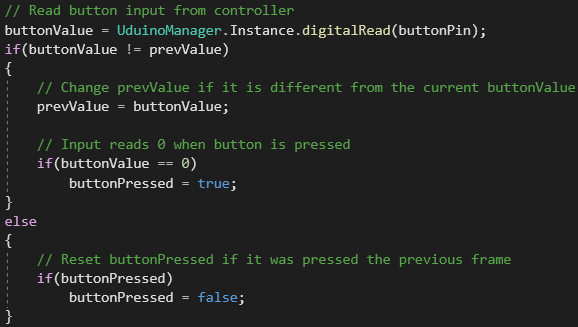 // Read button input from controller
buttonValue = UduinoManager.Instance.digitalRead(buttonPin);
if(buttonValue != prevValue)
{
    // Change prevValue if it is different from the current buttonValue
    prevValue = buttonValue;

    // Input reads 0 when button is pressed
    if(buttonValue == 0)
        buttonPressed = true;
}
else
{
    // Reset buttonPressed if it was pressed the previous frame
    if(buttonPressed)
        buttonPressed = false;
}